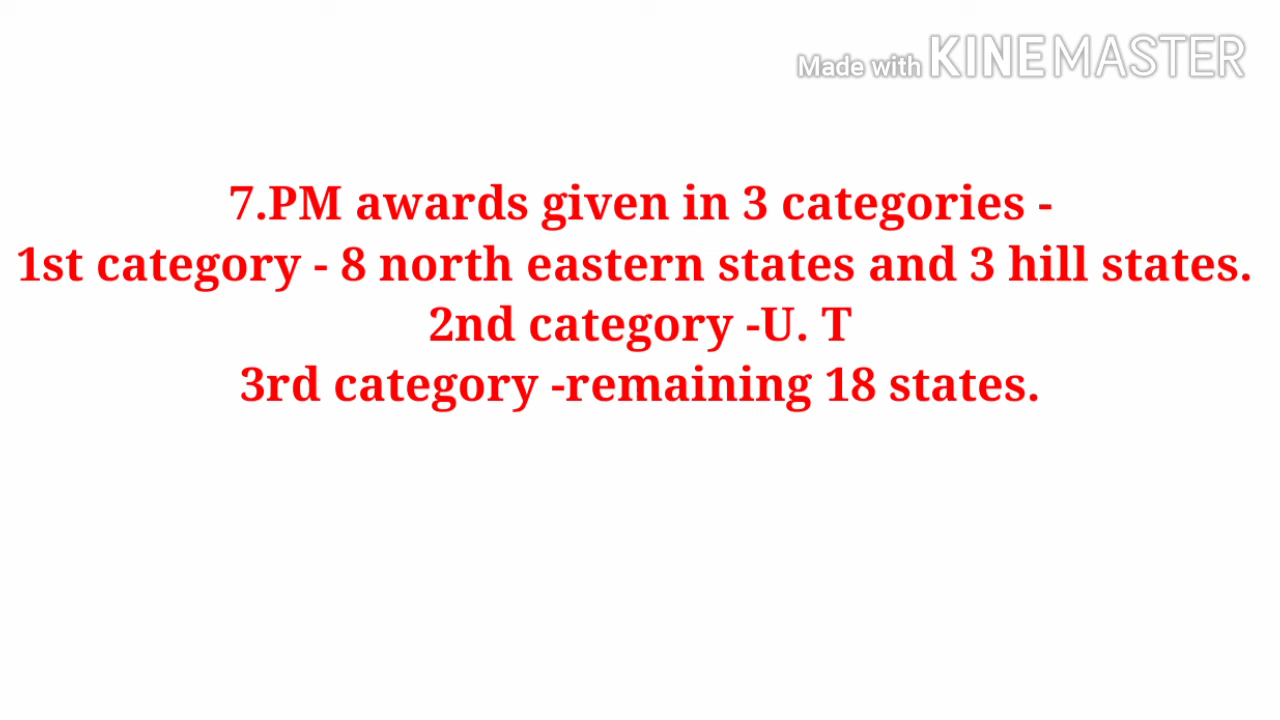 Made with KINEMASTER
7.PM awards given in 3 categories -
1st category - 8 north eastern states and 3 hill states.
2nd category -U. T
3rd category -remaining 18 states.